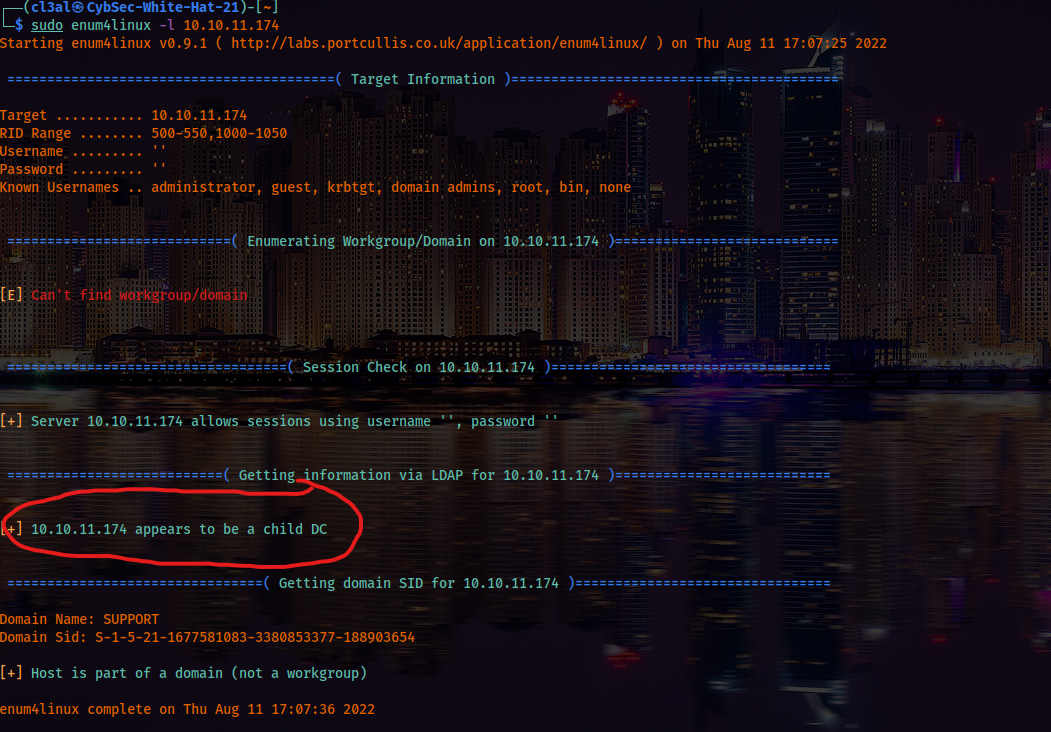 ┌──(cl3al㉿CybSec-White-Hat-21)-[~]
└─$ sudo enum4linux -l 10.10.11.174
Starting enum4linux v0.9.1 ( http://labs.portcullis.co.uk/application/enum4linux/ ) on Thu Aug 11 17:07:25 2022
=========================================( Target Information )=========================================
Target ........... 10.10.11.174
RID Range ........ 500-550,1000-1050
Username ......... ''
Password ......... ''
Known Usernames .. administrator, guest, krbtgt, domain admins, root, bin, none
============================( Enumerating Workgroup/Domain on 10.10.11.174 )============================
[E] Can't find workgroup/domain
===================================( Session Check on 10.10.11.174 )===================================
[+] Server 10.10.11.174 allows sessions using username '', password ''
===========================( Getting information via LDAP for 10.10.11.174 )===========================
[+] 10.10.11.174 appears to be a child DC
================================( Getting domain SID for 10.10.11.174 )================================
Domain Name: SUPPORT
Domain Sid: S-1-5-21-1677581083-3380853377-188903654
[+] Host is part of a domain (not a workgroup)
enum4linux complete on Thu Aug 11 17:07:36 2022